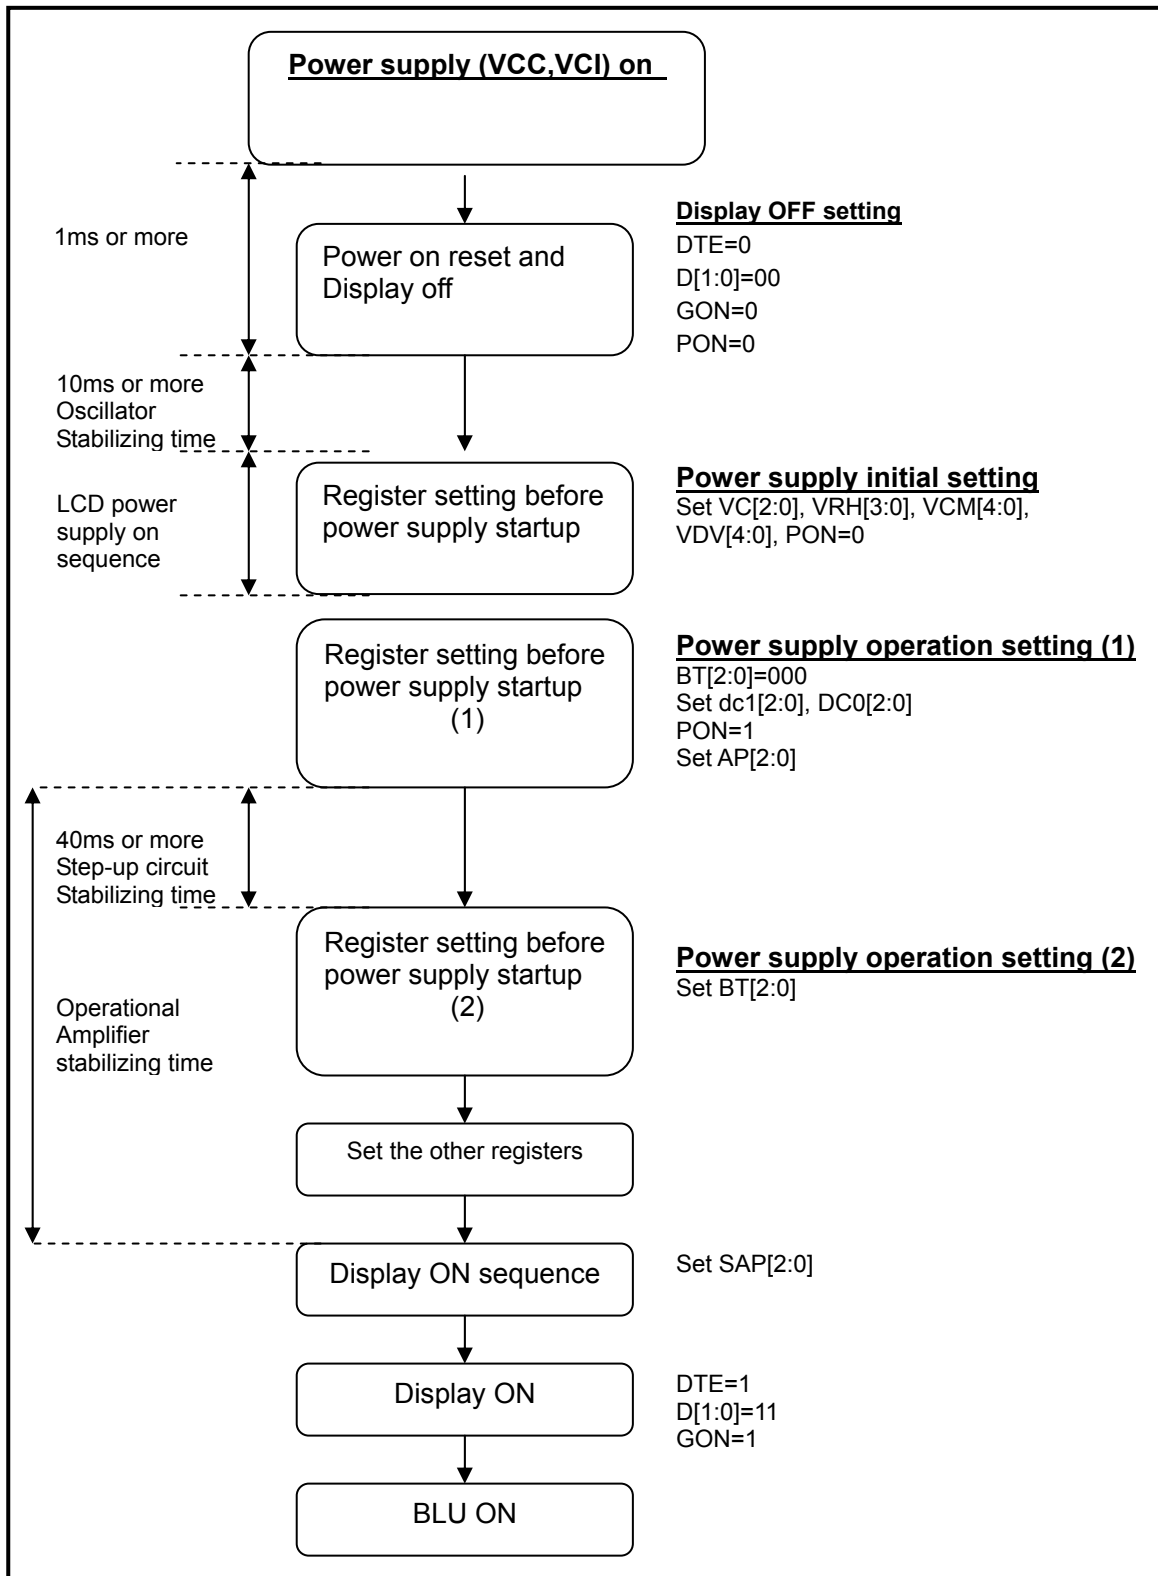 Power supply (VCC,VCI) on
1ms or more
Power on reset and
Display off
Display OFF setting
DTE=0
D[1:0]=00
GON=0
PON=0
10ms or more
Oscillator
Stabilizing time
LCD power
supply on
sequence
Register setting before
power supply startup
Power supply initial setting
Set VC[2:0], VRH[3:0], VCM[4:0],
VDV[4:0], PON=0
Register setting before
power supply startup
(1)
Power supply operation setting (1)
BT[2:0]=000
Set dc1[2:0], DC0[2:0]
PON=1
Set AP[2:0]
40ms or more
Step-up circuit
Stabilizing time
Register setting before
power supply startup
(2)
Power supply operation setting (2)
Set BT[2:0]
Operational
Amplifier
stabilizing time
Set the other registers
Display ON sequence
Set SAP[2:0]
Display ON
DTE=1
D[1:0]=11
GON=1
BLU ON